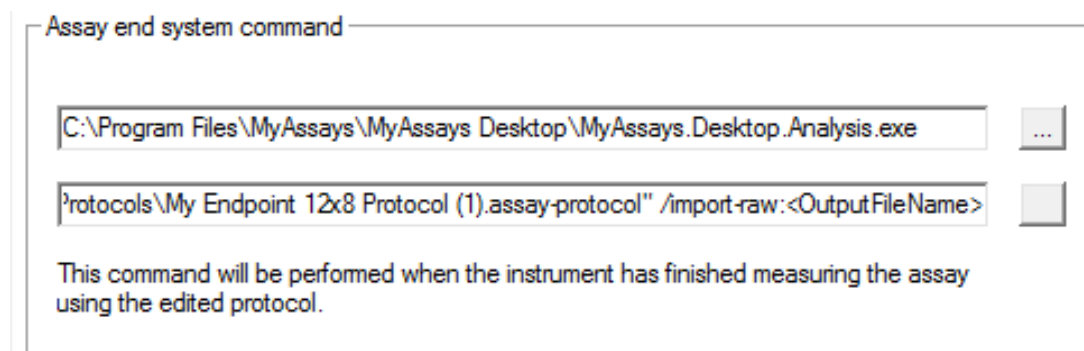 Assay end system command
C:\Program Files\MyAssays\MyAssays Desktop\MyAssays.Desktop.Analysis.exe
...
Protocols\My Endpoint 12x8 Protocol (1).assay-protocol" /import-raw:<OutputFileName>
This command will be performed when the instrument has finished measuring the assay
using the edited protocol.